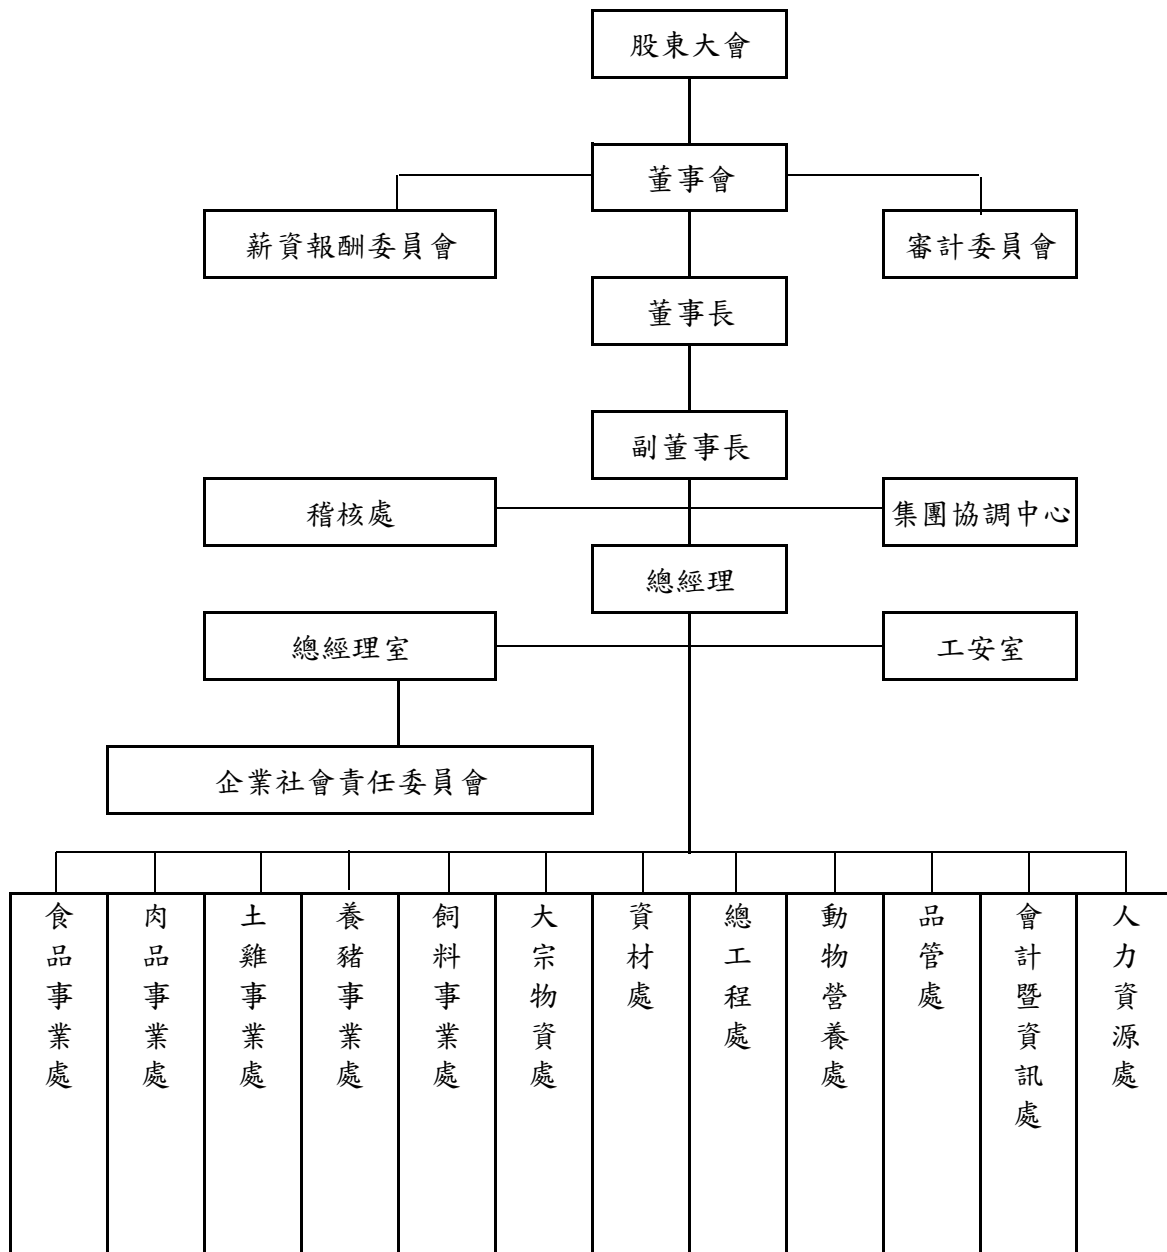 股東大會
董事會
薪資報酬委員會
審計委員會
董事長
副董事長
稽核處
集團協調中心
總經理
總經理室
工安室
企業社會責任委員會
食品事業處
肉品事業處
土雞事業處
養豬事業處
飼料事業處
大宗物資處
資材處
總工程處
動物營養處
品管處
會計暨資訊處
人力資源處